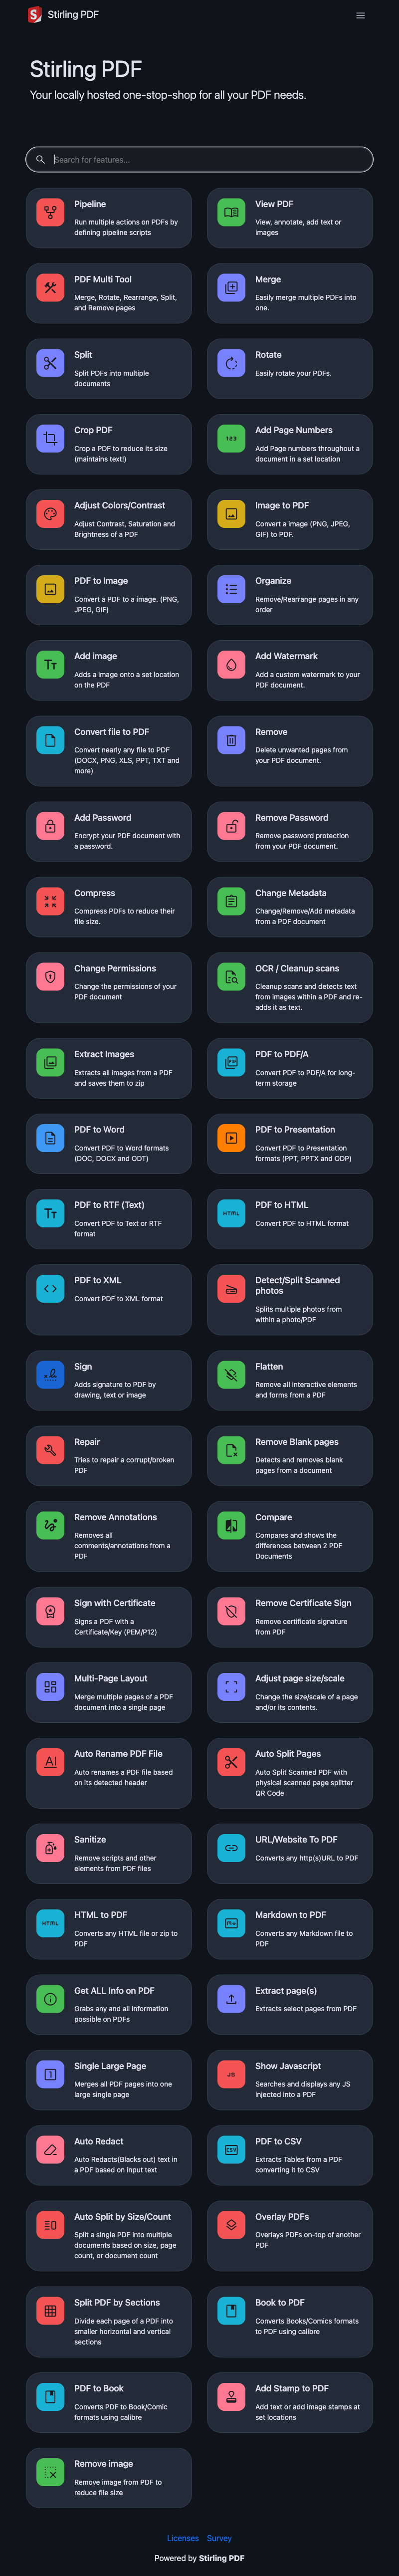 Stirling PDF
Stirling PDF
Your locally hosted one-stop-shop for all your PDF needs.
Search for features...
Pipeline
Run multiple actions on PDFs by
defining pipeline scripts
View PDF
View, annotate, add text or
images
PDF Multi Tool
Merge, Rotate, Rearrange, Split,
and Remove pages
Merge
Easily merge multiple PDFs into
one.
Split
Split PDFs into multiple
documents
Rotate
Easily rotate your PDFs.
Crop PDF
Crop a PDF to reduce its size
(maintains text!)
123
Add Page Numbers
Add Page numbers throughout a
document in a set location
Adjust Colors/Contrast
Adjust Contrast, Saturation and
Brightness of a PDF
Image to PDF
Convert a image (PNG, JPEG,
GIF) to PDF.
PDF to Image
Convert a PDF to a image. (PNG,
JPEG, GIF)
Organize
Remove/Rearrange pages in any
order
Tт
Add image
Adds a image onto a set location
on the PDF
Add Watermark
Add a custom watermark to your
PDF document.
Convert file to PDF
Convert nearly any file to PDF
(DOCX, PNG, XLS, PPT, TXT and
more)
Remove
Delete unwanted pages from
your PDF document.
Add Password
Encrypt your PDF document with
a password.
Remove Password
Remove password protection
from your PDF document.
Compress
Compress PDFs to reduce their
file size.
Change Metadata
Change/Remove/Add metadata
from a PDF document
Change Permissions
Change the permissions of your
PDF document
OCR / Cleanup scans
Cleanup scans and detects text
from images within a PDF and re-
adds it as text.
Extract Images
Extracts all images from a PDF
and saves them to zip
PDF
PDF to PDF/A
Convert PDF to PDF/A for long-
term storage
PDF to Word
Convert PDF to Word formats
(DOC, DOCX and ODT)
PDF to Presentation
Convert PDF to Presentation
formats (PPT, PPTX and ODP)
Tт
PDF to RTF (Text)
Convert PDF to Text or RTF
format
HTML
PDF to HTML
Convert PDF to HTML format
PDF to XML
Convert PDF to XML format
Detect/Split Scanned
photos
Splits multiple photos from
within a photo/PDF
Sign
Adds signature to PDF by
drawing, text or image
Flatten
Remove all interactive elements
and forms from a PDF
Repair
Tries to repair a corrupt/broken
PDF
Remove Blank pages
Detects and removes blank
pages from a document
Remove Annotations
Removes all
comments/annotations from a
PDF
Compare
Compares and shows the
differences between 2 PDF
Documents
Sign with Certificate
Signs a PDF with a
Certificate/Key (PEM/P12)
Remove Certificate Sign
Remove certificate signature
from PDF
Multi-Page Layout
Merge multiple pages of a PDF
document into a single page
Adjust page size/scale
Change the size/scale of a page
and/or its contents.
AI
Auto Rename PDF File
Auto renames a PDF file based
on its detected header
Auto Split Pages
Auto Split Scanned PDF with
physical scanned page splitter
QR Code
Sanitize
Remove scripts and other
elements from PDF files
URL/Website To PDF
Converts any http(s)URL to PDF
HTML
HTML to PDF
Converts any HTML file or zip to
PDF
Markdown to PDF
Converts any Markdown file to
PDF
Get ALL Info on PDF
Grabs any and all information
possible on PDFs
Extract page(s)
Extracts select pages from PDF
1
Single Large Page
Merges all PDF pages into one
large single page
JS
Show Javascript
Searches and displays any JS
injected into a PDF
Auto Redact
Auto Redacts(Blacks out) text in
a PDF based on input text
CSV
PDF to CSV
Extracts Tables from a PDF
converting it to CSV
Auto Split by Size/Count
Split a single PDF into multiple
documents based on size, page
count, or document count
Overlay PDFs
Overlays PDFs on-top of another
PDF
Split PDF by Sections
Divide each page of a PDF into
smaller horizontal and vertical
sections
Book to PDF
Converts Books/Comics formats
to PDF using calibre
PDF to Book
Converts PDF to Book/Comic
formats using calibre
Add Stamp to PDF
Add text or add image stamps at
set locations
Remove image
Remove image from PDF to
reduce file size
Licenses Survey
Powered by Stirling PDF